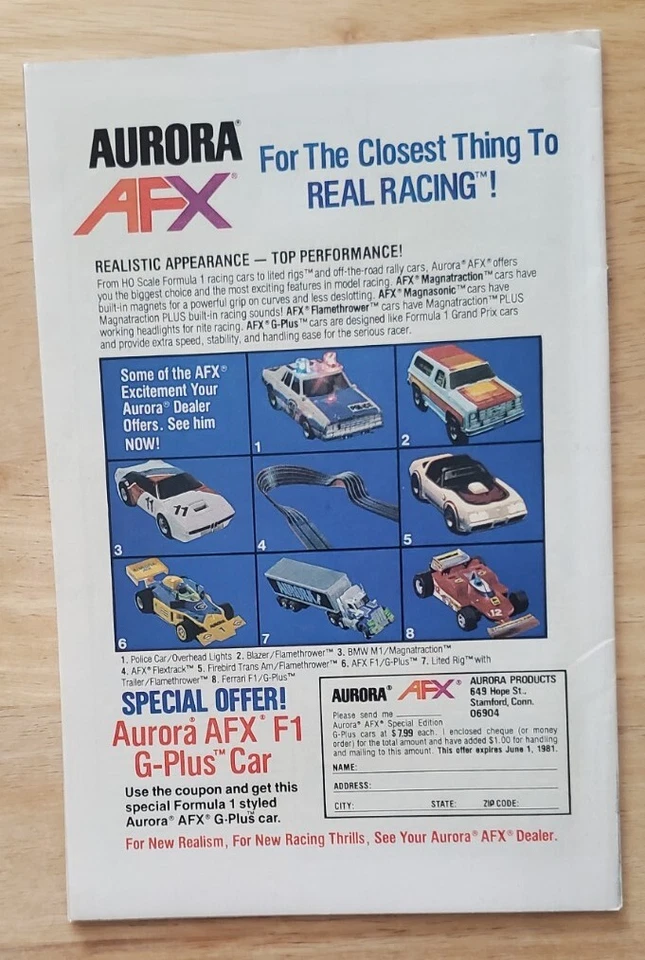 AURORA®
AFX®
For The Closest Thing To
REAL RACING™!
REALISTIC APPEARANCE — TOP PERFORMANCE!
From HO Scale Formula 1 racing cars to lited rigs™ and off-the-road rally cars, Aurora® AFX® offers
you the biggest choice and the most exciting features in model racing. AFX® Magnatraction™ cars have
built-in magnets for a powerful grip on curves and less deslotting. AFX® Magnasonic™ cars have
Magnatraction PLUS built-in racing sounds! AFX® Flamethrower™ cars have Magnatraction™ PLUS
working headlights for nite racing. AFX® G-Plus™ cars are designed like Formula 1 Grand Prix cars
and provide extra speed, stability, and handling ease for the serious racer.
Some of the AFX®
Excitement Your
Aurora® Dealer
Offers. See him
NOW!
1
2
3
11
11
4
5
6
7
AURORA
8
12
1. Police Car/Overhead Lights 2. Blazer/Flamethrower™ 3. BMW M1/Magnatraction™
4. AFX® Flextrack™ 5. Firebird Trans Am/Flamethrower™ 6. AFX F1/G-Plus™ 7. Lited Rig™ with
Trailer/Flamethrower™ 8. Ferrari F1/G-Plus™
SPECIAL OFFER!
Aurora® AFX® F1
G-Plus™ Car
Use the coupon and get this
special Formula 1 styled
Aurora® AFX® G-Plus™ car.
AURORA® AFX®
AURORA PRODUCTS
649 Hope St.,
Stamford, Conn.
06904
Please send me
Aurora® AFX® Special Edition
G-Plus cars at $7.99 each. I enclosed cheque (or money
order) for the total amount and have added $1.00 for handling
and mailing to this amount. This offer expires June 1, 1981.
NAME:
ADDRESS:
CITY: STATE: ZIP CODE:
For New Realism, For New Racing Thrills, See Your Aurora® AFX® Dealer.